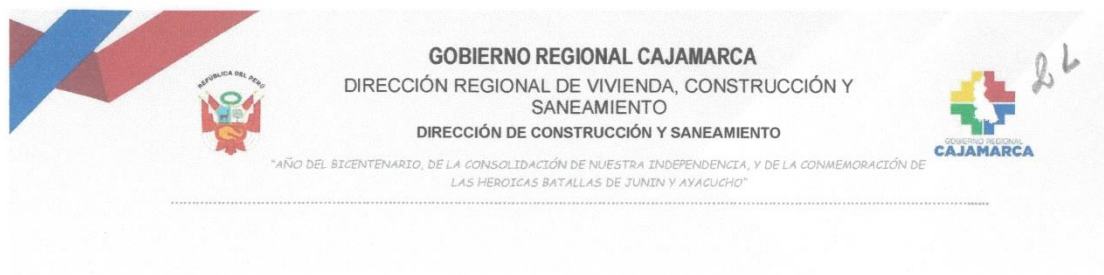 GOBIERNO REGIONAL CAJAMARCA
DIRECCIÓN REGIONAL DE VIVIENDA, CONSTRUCCIÓN Y
SANEAMIENTO
DIRECCIÓN DE CONSTRUCCIÓN Y SANEAMIENTO
"AÑO DEL BICENTENARIO, DE LA CONSOLIDACIÓN DE NUESTRA INDEPENDENCIA, Y DE LA CONMEMORACIÓN DE
LAS HEROICAS BATALLAS DE JUNIN Y AYACUCHO"
REPÚBLICA DEL PERÚ
GOBIERNO REGIONAL
CAJAMARCA